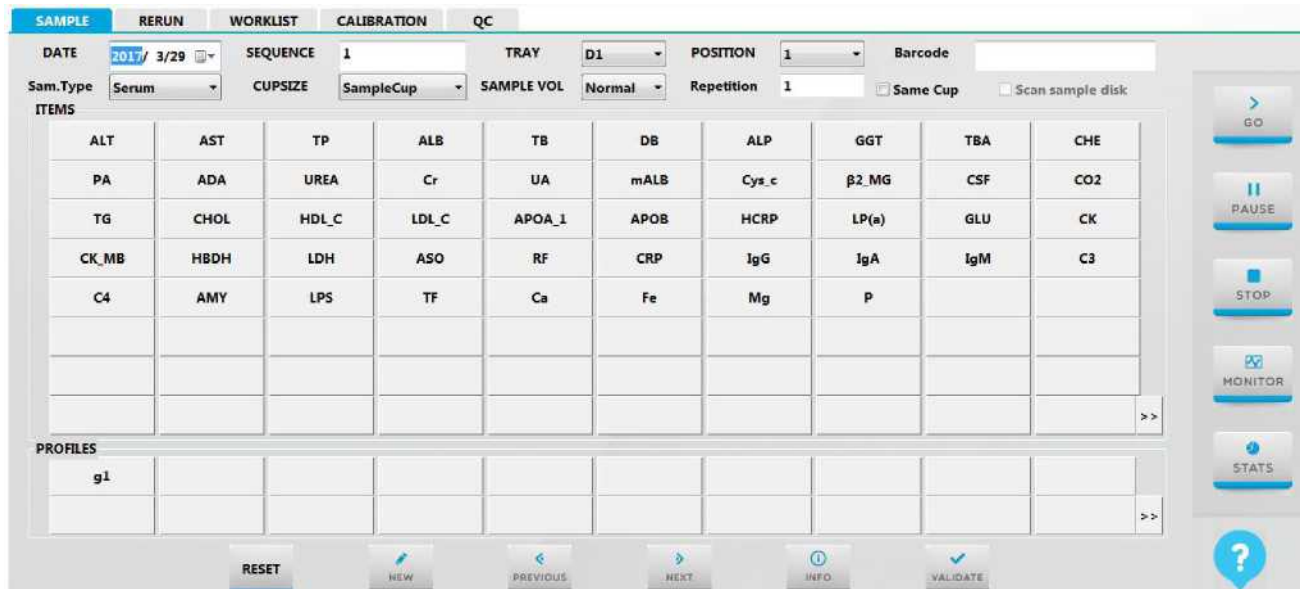 SAMPLE RERUN WORKLIST CALIBRATION QC
DATE 2017/ 3/29 SEQUENCE 1 TRAY D1 POSITION 1 Barcode
Sam.Type Serum CUPSIZE SampleCup SAMPLE VOL Normal Repetition 1 Same Cup Scan sample disk
ITEMS
ALT AST TP ALB TB DB ALP GGT TBA CHE
PA ADA UREA Cr UA mALB Cys_c β2_MG CSF CO2
TG CHOL HDL_C LDL_C APOA_1 APOB HCRP LP(a) GLU CK
CK_MB HBDH LDH ASO RF CRP IgG IgA IgM C3
C4 AMY LPS TF Ca Fe Mg P
>>
PROFILES
g1
>>
RESET NEW PREVIOUS NEXT INFO VALIDATE
GO
PAUSE
STOP
MONITOR
STATS
?